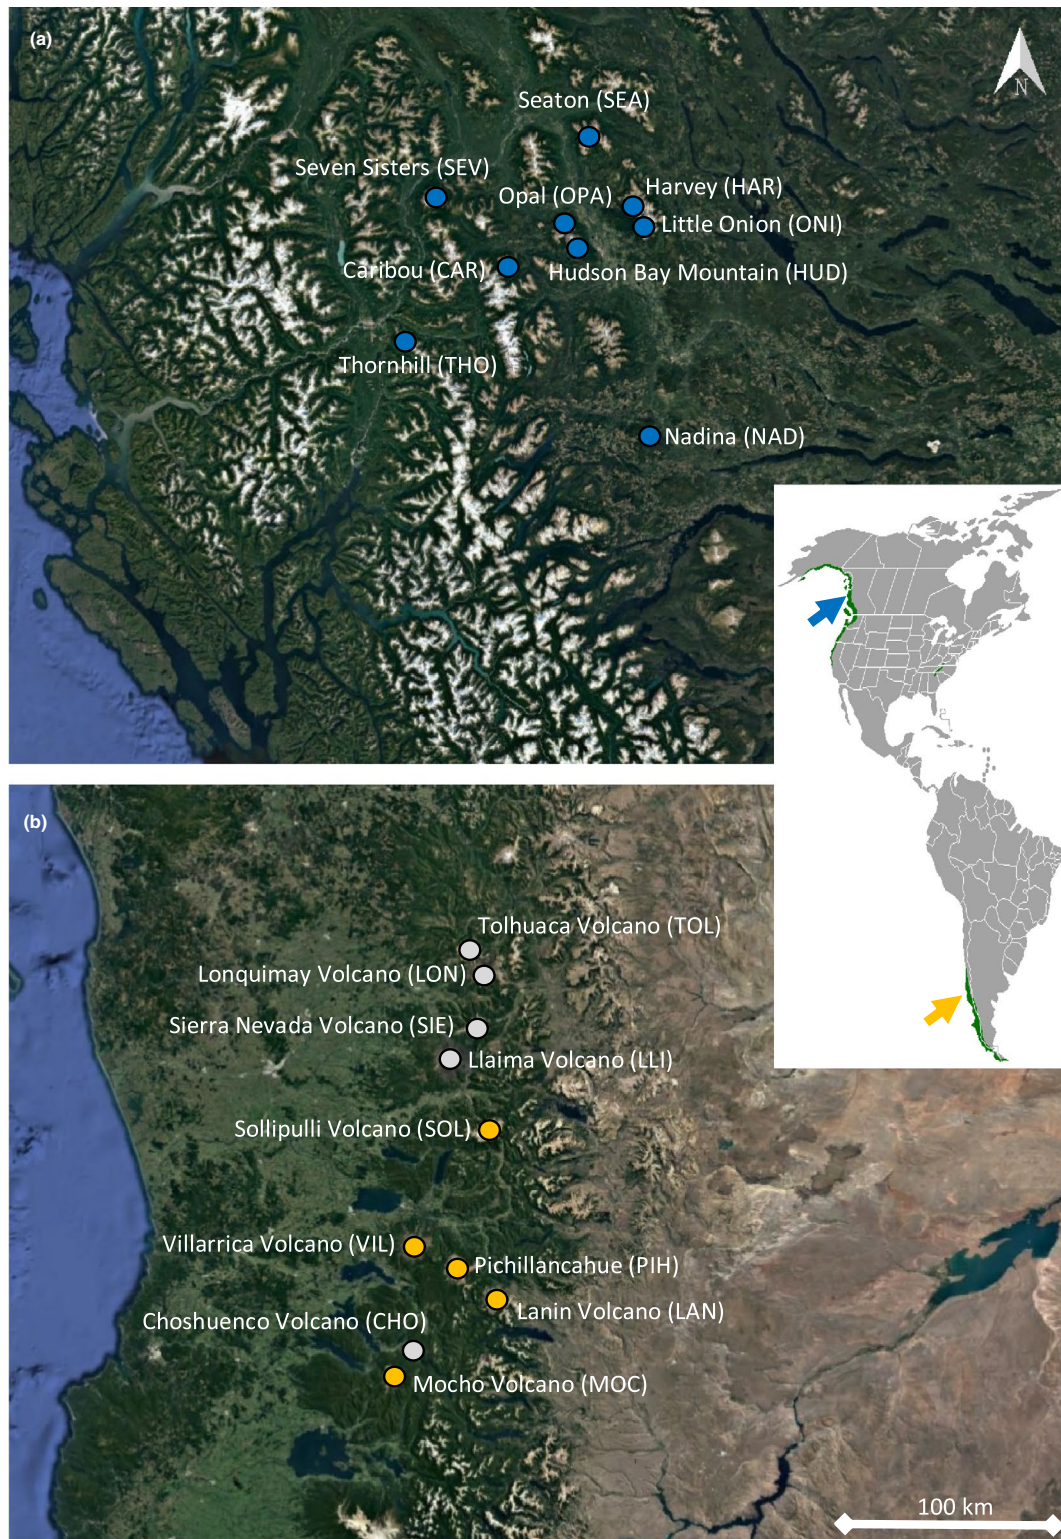 (a)
N
Seaton (SEA)
Seven Sisters (SEV)
Harvey (HAR)
Opal (OPA)
Little Onion (ONI)
Caribou (CAR)
Hudson Bay Mountain (HUD)
Thornhill (THO)
Nadina (NAD)
(b)
Tolhuaca Volcano (TOL)
Lonquimay Volcano (LON)
Sierra Nevada Volcano (SIE)
Llaima Volcano (LLI)
Sollipulli Volcano (SOL)
Villarrica Volcano (VIL)
Pichillancahue (PIH)
Lanin Volcano (LAN)
Choshuenco Volcano (CHO)
Mocho Volcano (MOC)
100 km